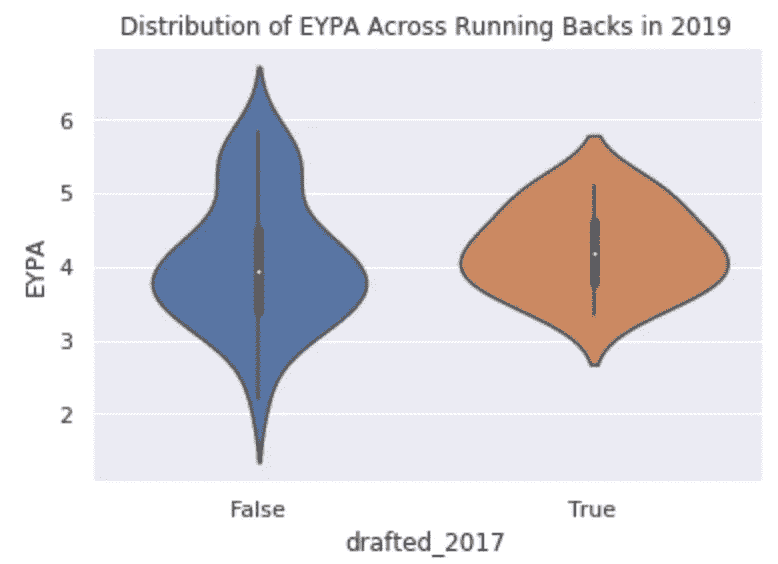 Distribution of EYPA Across Running Backs in 2019
EYPA
6
5
4
3
2
False
True
drafted_2017